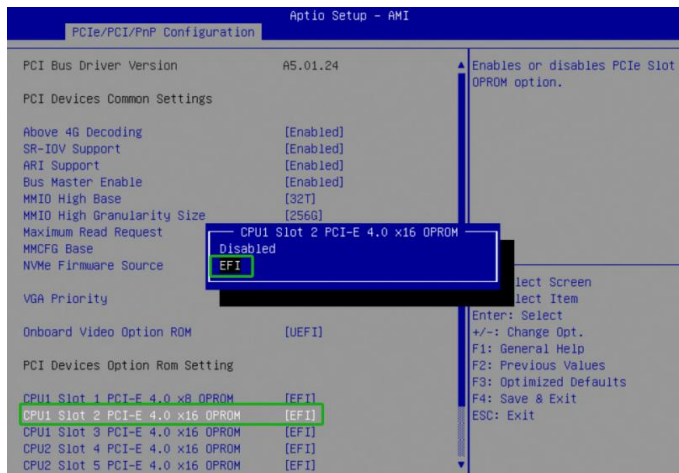 Aptio Setup – AMI
PCIe/PCI/PnP Configuration
PCI Bus Driver Version A5.01.24
PCI Devices Common Settings
Above 4G Decoding [Enabled]
SR-IOV Support [Enabled]
ARI Support [Enabled]
Bus Master Enable [Enabled]
MMIO High Base [32T]
MMIO High Granularity Size [256G]
Maximum Read Request
MMCFG Base
NVMe Firmware Source
VGA Priority
Onboard Video Option ROM [UEFI]
PCI Devices Option Rom Setting
CPU1 Slot 1 PCI-E 4.0 x8 OPROM [EFI]
CPU1 Slot 2 PCI-E 4.0 x16 OPROM [EFI]
CPU1 Slot 3 PCI-E 4.0 x16 OPROM [EFI]
CPU2 Slot 4 PCI-E 4.0 x16 OPROM [EFI]
CPU2 Slot 5 PCI-E 4.0 x16 OPROM [EFI]
CPU1 Slot 2 PCI-E 4.0 x16 OPROM
Disabled
EFI
Enables or disables PCIe Slot
OPROM option.
lect Screen
lect Item
Enter: Select
+/-: Change Opt.
F1: General Help
F2: Previous Values
F3: Optimized Defaults
F4: Save & Exit
ESC: Exit